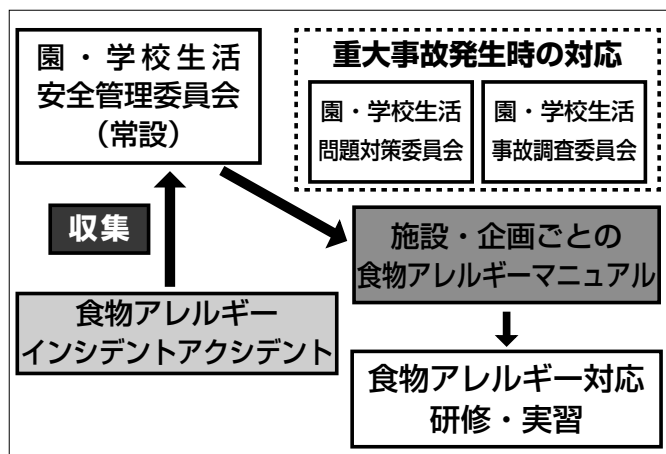 園・学校生活
安全管理委員会
（常設）
重大事故発生時の対応
園・学校生活
問題対策委員会
園・学校生活
事故調査委員会
収集
施設・企画ごとの
食物アレルギーマニュアル
食物アレルギー
インシデントアクシデント
食物アレルギー対応
研修・実習